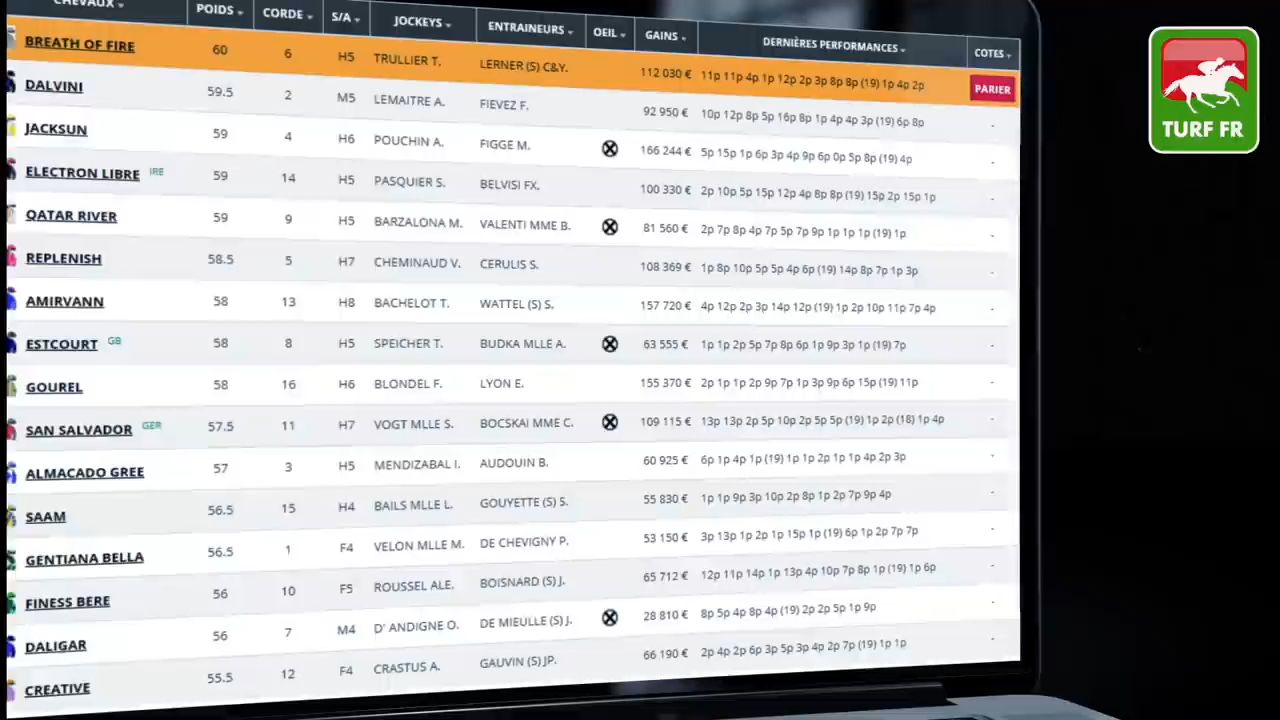 CHEVAUX POIDS CORDE S/A JOCKEYS ENTRAINEURS OEIL GAINS DERNIÈRES PERFORMANCES COTES
BREATH OF FIRE 60 6 H5 TRULLIER T. LERNER (S) C&Y. 112 030 € 11p 11p 4p 1p 12p 2p 3p 8p 8p (19) 1p 4p 2p PARIER
DALVINI 59.5 2 M5 LEMAITRE A. FIEVEZ F. 92 950 € 10p 12p 8p 5p 16p 8p 1p 4p 4p 3p (19) 6p 8p -
JACKSUN 59 4 H6 POUCHIN A. FIGGE M. 166 244 € 5p 15p 1p 6p 3p 4p 9p 6p 0p 5p 8p (19) 4p -
ELECTRON LIBRE IRE 59 14 H5 PASQUIER S. BELVISI FX. 100 330 € 2p 10p 5p 15p 12p 4p 8p 8p (19) 15p 2p 15p 1p -
QATAR RIVER 59 9 H5 BARZALONA M. VALENTI MME B. 81 560 € 2p 7p 8p 4p 7p 5p 7p 9p 1p 1p 1p (19) 1p -
REPLENISH 58.5 5 H7 CHEMINAUD V. CERULIS S. 108 369 € 1p 8p 10p 5p 5p 4p 6p (19) 14p 8p 7p 1p 3p -
AMIRVANN 58 13 H8 BACHELOT T. WATTEL (S) S. 157 720 € 4p 12p 2p 3p 14p 12p (19) 1p 2p 10p 11p 7p 4p -
ESTCOURT GB 58 8 H5 SPEICHER T. BUDKA MLLE A. 63 555 € 1p 1p 2p 5p 7p 8p 6p 1p 9p 3p 1p (19) 7p -
GOUREL 58 16 H6 BLONDEL F. LYON E. 155 370 € 2p 1p 1p 2p 9p 7p 1p 3p 9p 6p 15p (19) 11p -
SAN SALVADOR GER 57.5 11 H7 VOGT MLLE S. BOCSKAI MME C. 109 115 € 13p 13p 2p 5p 10p 2p 5p 5p (19) 1p 2p (18) 1p 4p -
ALMACADO GREE 57 3 H5 MENDIZABAL I. AUDOUIN B. 60 925 € 6p 1p 4p 1p (19) 1p 1p 2p 1p 1p 4p 2p 3p -
SAAM 56.5 15 H4 BAILS MLLE L. GOUYETTE (S) S. 55 830 € 1p 1p 9p 3p 10p 2p 8p 1p 2p 7p 9p 4p -
GENTIANA BELLA 56.5 1 F4 VELON MLLE M. DE CHEVIGNY P. 53 150 € 3p 13p 1p 2p 1p 15p 1p (19) 6p 1p 2p 7p 7p -
FINESS BERE 56 10 F5 ROUSSEL ALE. BOISNARD (S) J. 65 712 € 12p 11p 14p 1p 13p 4p 10p 7p 8p 1p (19) 1p 6p -
DALIGAR 56 7 M4 D' ANDIGNE O. DE MIEULLE (S) J. 28 810 € 8p 5p 4p 8p 4p (19) 2p 2p 5p 1p 9p -
CREATIVE 55.5 12 F4 CRASTUS A. GAUVIN (S) JP. 66 190 € 2p 4p 2p 6p 3p 5p 3p 4p 2p 7p (19) 1p 1p -
TURF FR